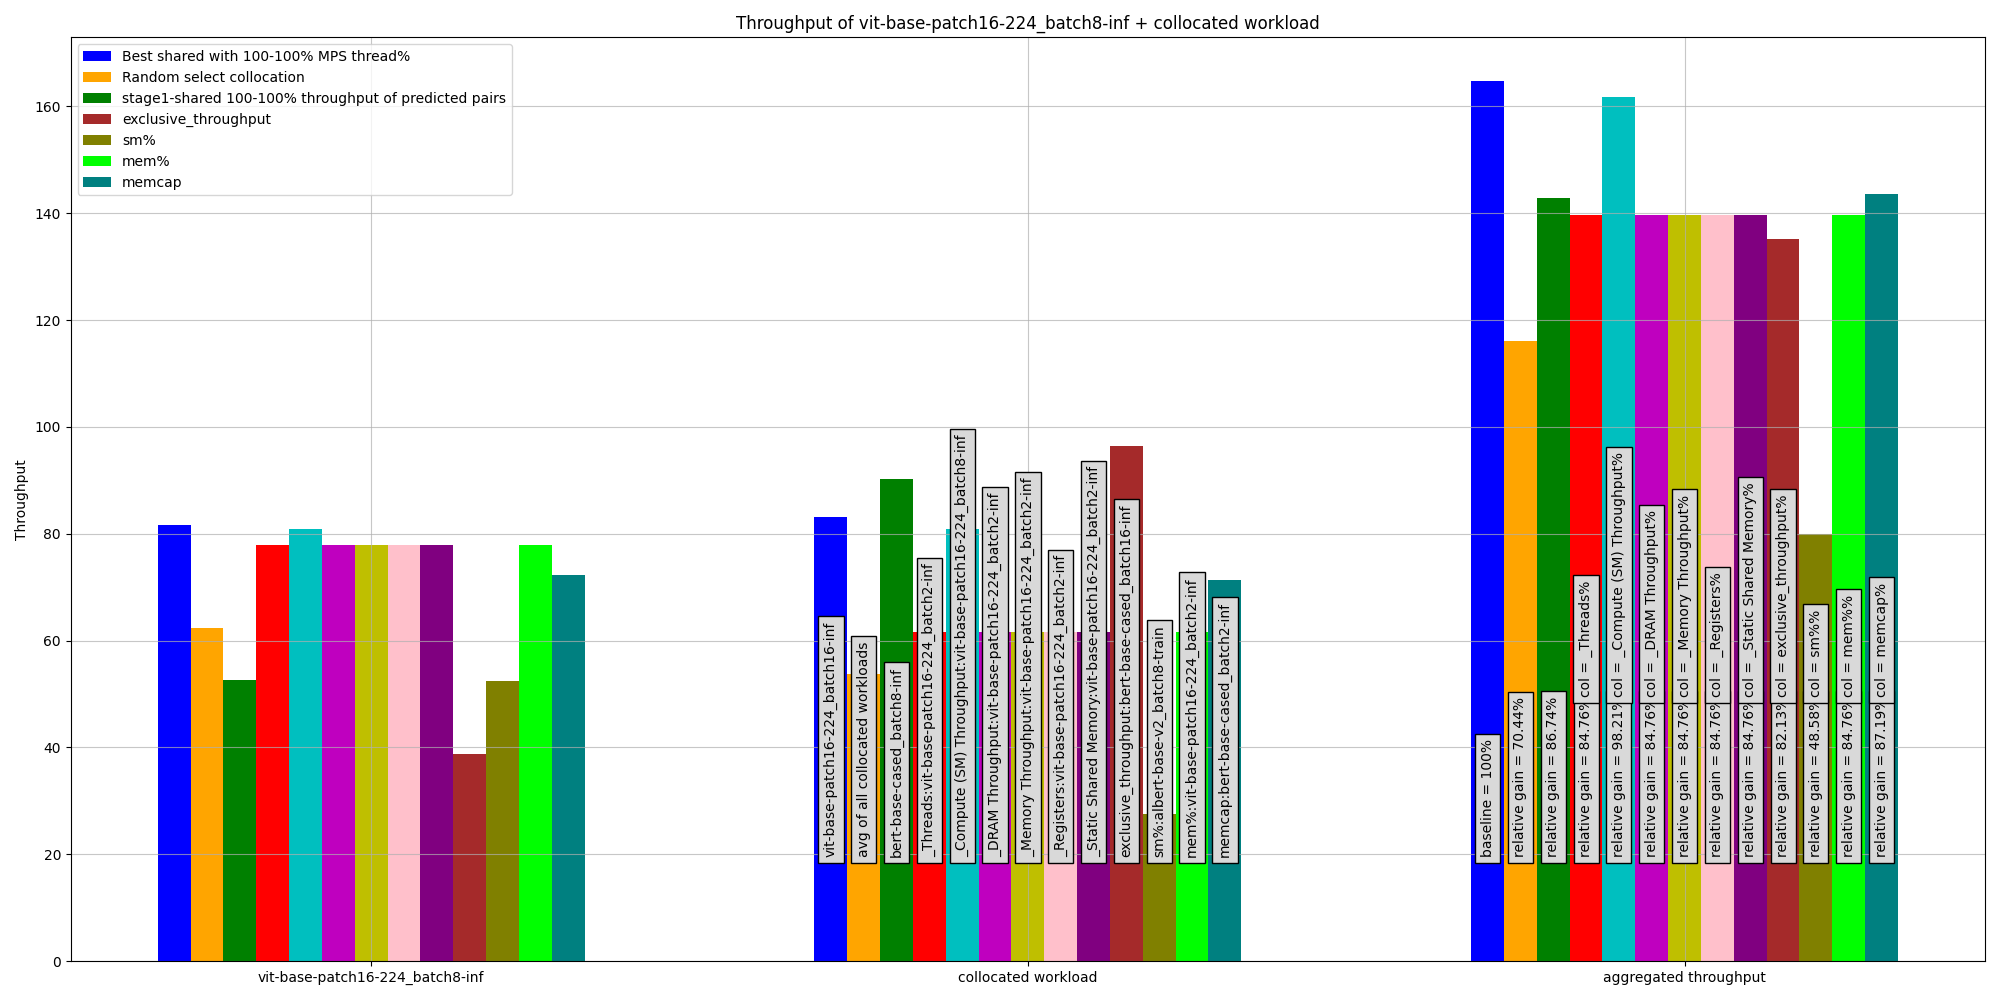 Throughput of vit-base-patch16-224_batch8-inf + collocated workload
Best shared with 100-100% MPS thread%
Random select collocation
stage1-shared 100-100% throughput of predicted pairs
exclusive_throughput
sm%
mem%
memcap
Throughput
160
140
120
100
80
60
40
20
0
vit-base-patch16-224_batch16-inf
avg of all collocated workloads
bert-base-cased_batch8-inf
_Threads:vit-base-patch16-224_batch2-inf
_Compute (SM) Throughput:vit-base-patch16-224_batch8-inf
_DRAM Throughput:vit-base-patch16-224_batch2-inf
_Memory Throughput:vit-base-patch16-224_batch2-inf
_Registers:vit-base-patch16-224_batch2-inf
_Static Shared Memory:vit-base-patch16-224_batch2-inf
exclusive_throughput:bert-base-cased_batch16-inf
sm%:albert-base-v2_batch8-train
mem%:vit-base-patch16-224_batch2-inf
memcap:bert-base-cased_batch2-inf
baseline = 100%
relative gain = 70.44%
relative gain = 86.74%
relative gain = 84.76%
col = _Threads%
relative gain = 98.21%
col = _Compute (SM) Throughput%
relative gain = 84.76%
col = _DRAM Throughput%
relative gain = 84.76%
col = _Memory Throughput%
relative gain = 84.76%
col = _Registers%
relative gain = 84.76%
col = _Static Shared Memory%
relative gain = 82.13%
col = exclusive_throughput%
relative gain = 48.58%
col = sm%%
relative gain = 84.76%
col = mem%%
relative gain = 87.19%
col = memcap%
vit-base-patch16-224_batch8-inf
collocated workload
aggregated throughput